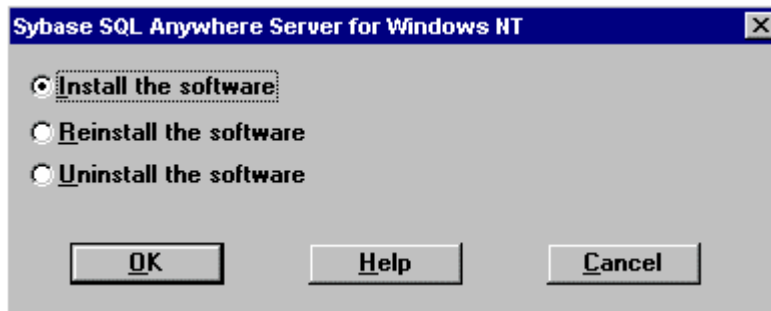 Sybase SQL Anywhere Server for Windows NT
Install the software
Reinstall the software
Uninstall the software
OK Help Cancel